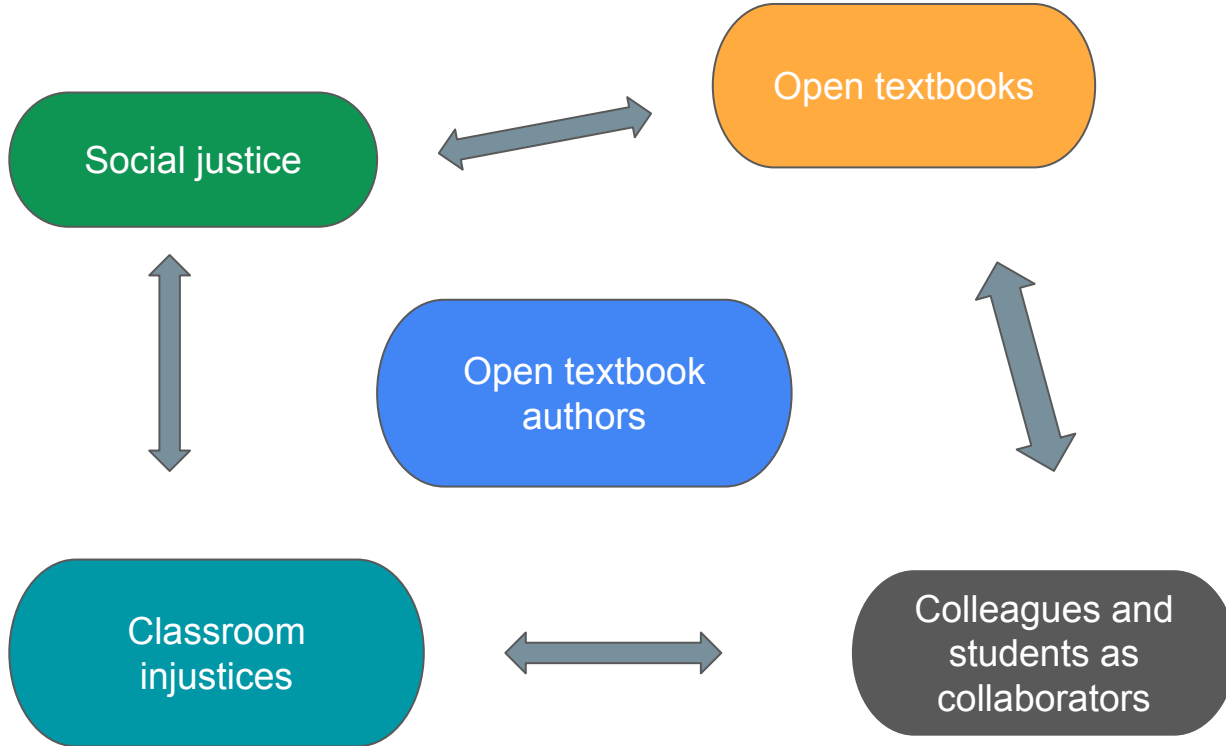 Open textbooks
Social justice
Open textbook
authors
Classroom
injustices
Colleagues and
students as
collaborators